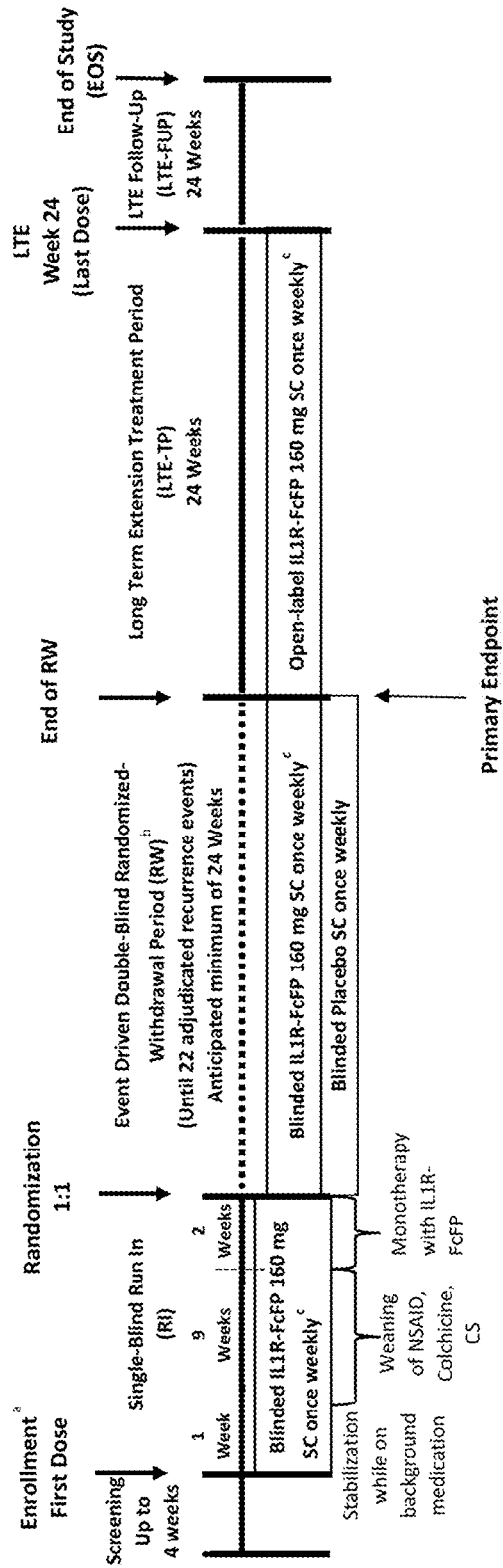 Enrollment a
First Dose
Randomization
1:1
End of RW
LTE
Week 24
(Last Dose)
End of Study
(EOS)
Screening
Up to
4 weeks
Single-Blind Run In
(RI)
1
Week
9
Weeks
2
Weeks
Event Driven Double-Blind Randomized-
Withdrawal Period (RW) b
(Until 22 adjudicated recurrence events)
Anticipated minimum of 24 Weeks
Long Term Extension Treatment Period
(LTE-TP)
24 Weeks
LTE Follow-Up
(LTE-FUP)
24 Weeks
Blinded IL1R-FcFP 160 mg
SC once weekly c
Blinded IL1R-FcFP 160 mg SC once weekly c
Blinded Placebo SC once weekly
Open-label IL1R-FcFP 160 mg SC once weekly c
Stabilization
while on
background
medication
Weaning
of NSAID,
Colchicine,
CS
Monotherapy
with IL1R-
FcFP
Primary Endpoint